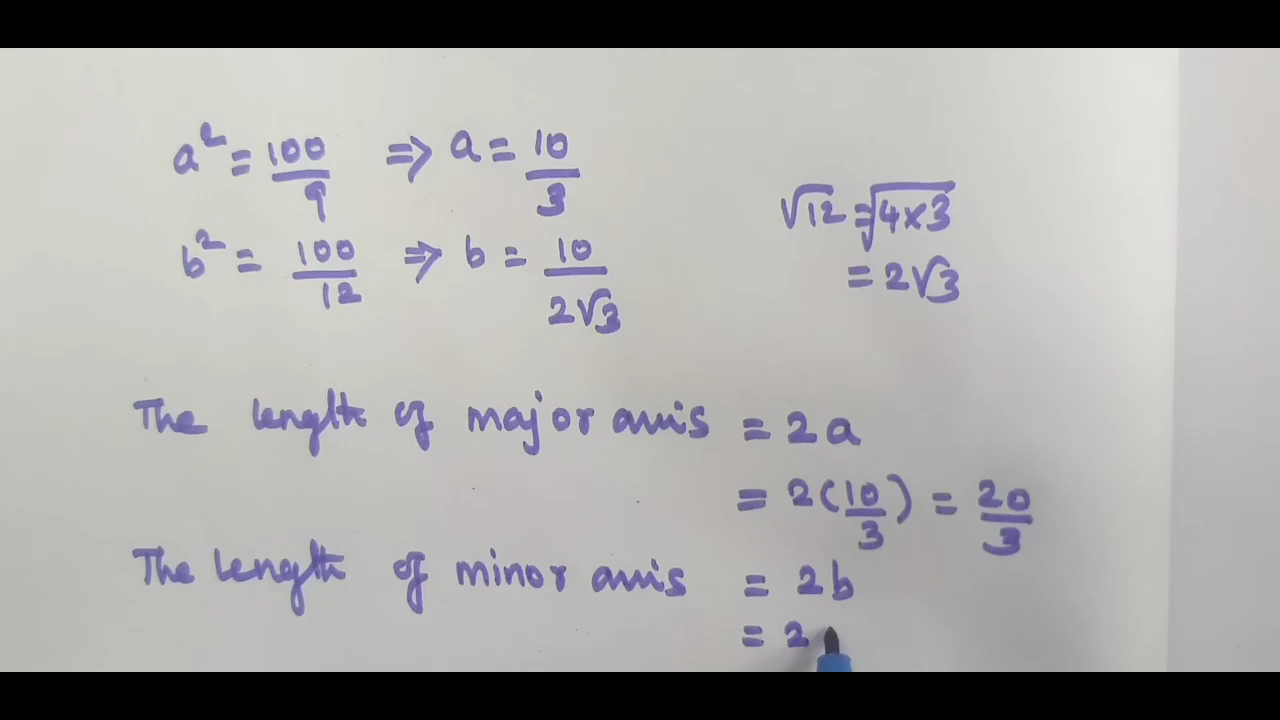 a² = 100/9 ⇒ a = 10/3
√12 = √4×3
b² = 100/12 ⇒ b = 10/2√3
= 2√3
The length of major axis = 2a
= 2(10/3) = 20/3
The length of minor axis = 2b
= 2